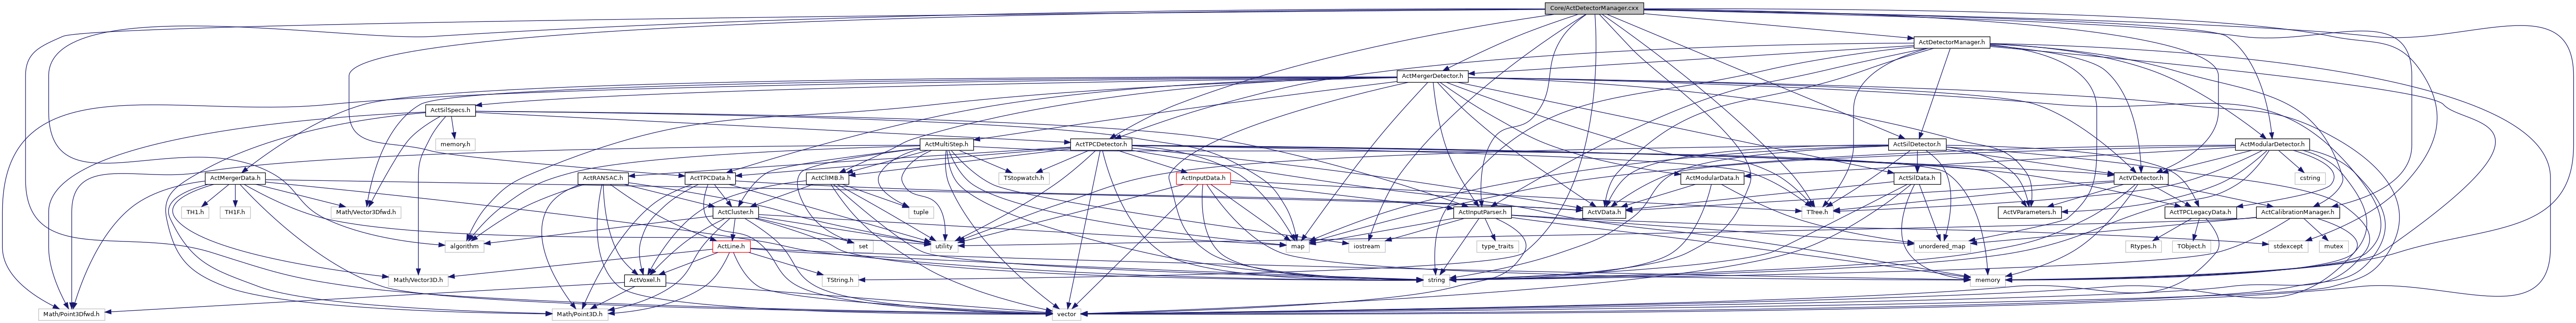 Core/ActDetectorManager.cxx
ActDetectorManager.h
ActMergerDetector.h
ActSilSpecs.h
memory.h
ActMultiStep.h
ActTPCDetector.h
ActSilDetector.h
ActModularDetector.h
ActMergerData.h
ActRANSAC.h
ActTPCData.h
ActClIMB.h
TStopwatch.h
ActInputData.h
ActModularData.h
ActSilData.h
ActVDetector.h
cstring
TH1.h
TH1F.h
Math/Vector3Dfwd.h
ActCluster.h
tuple
ActInputParser.h
ActVData.h
TTree.h
ActVParameters.h
ActTPCLegacyData.h
ActCalibrationManager.h
algorithm
ActLine.h
set
utility
map
iostream
type_traits
unordered_map
Rtypes.h
TObject.h
stdexcept
mutex
Math/Vector3D.h
ActVoxel.h
TString.h
string
memory
Math/Point3Dfwd.h
Math/Point3D.h
vector